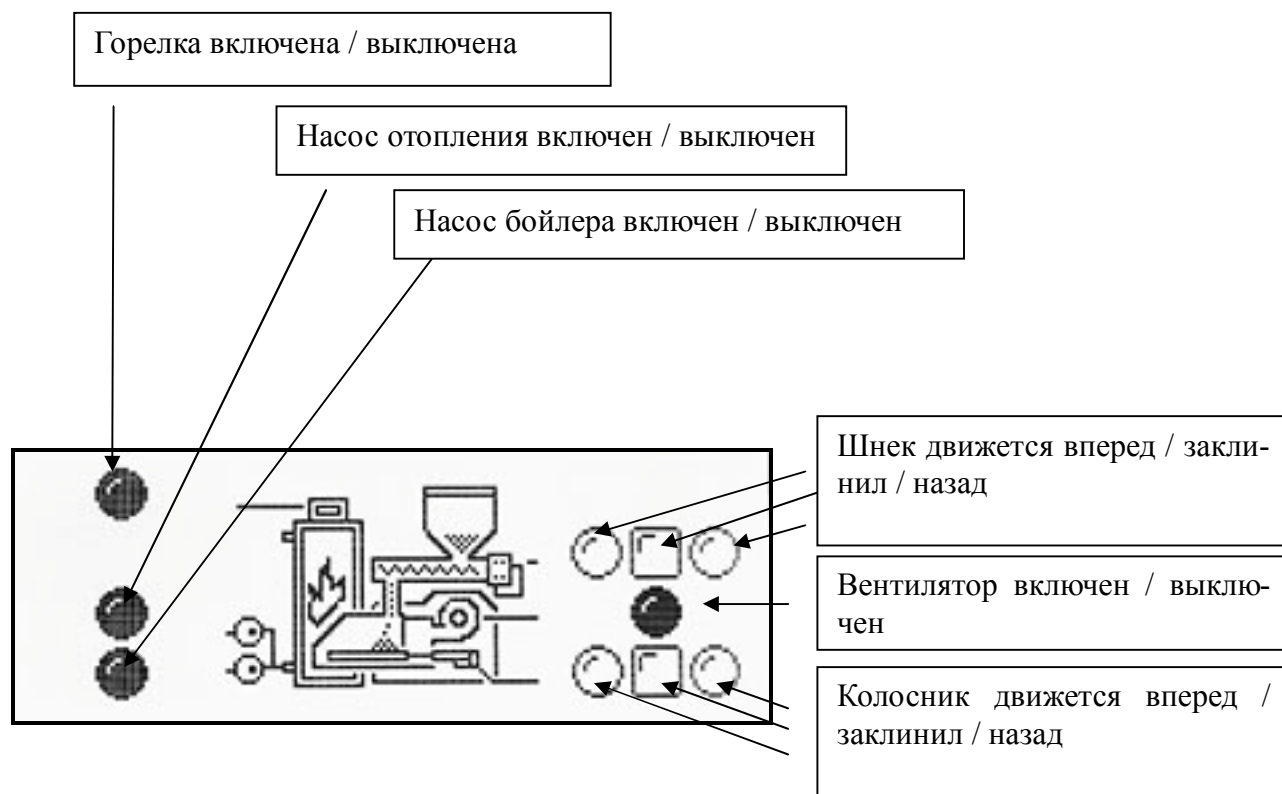 Горелка включена / выключена
Насос отопления включен / выключен
Насос бойлера включен / выключен
Шнек движется вперед / закли-
нил / назад
Вентилятор включен / выклю-
чен
Колосник движется вперед /
заклинил / назад